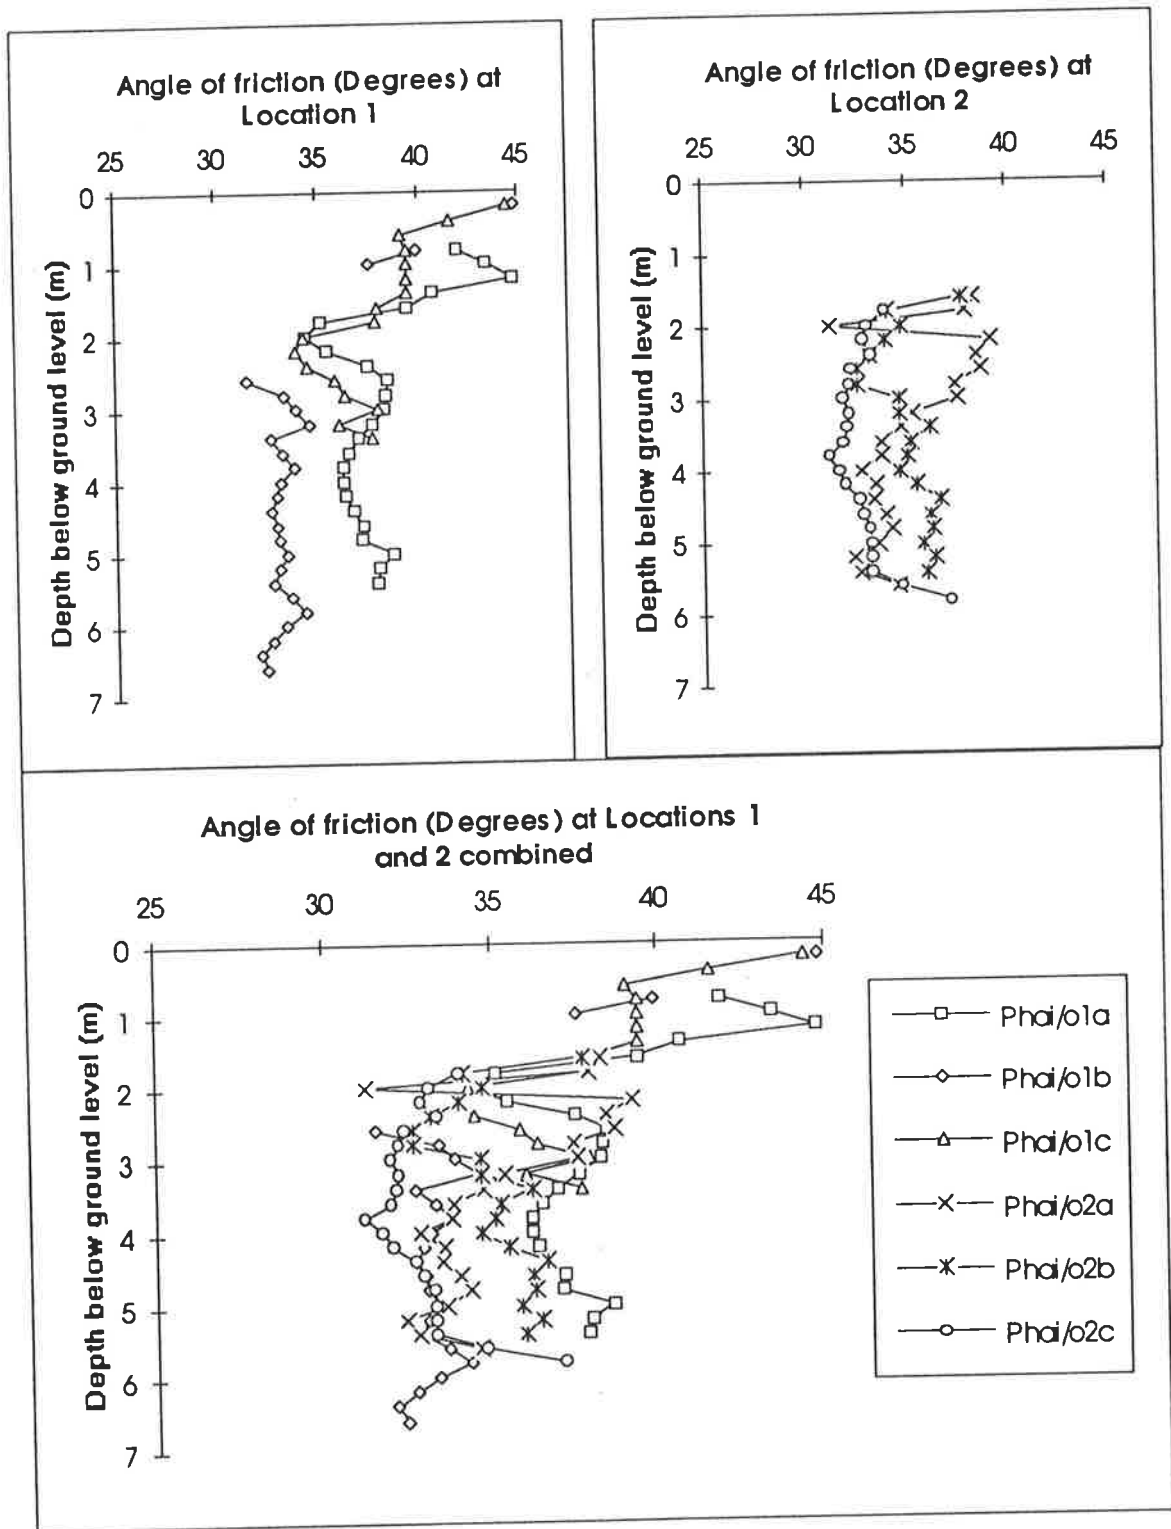 Angle of friction (Degrees) at
Location 1
25 30 35 40 45
0
1
2
3
4
5
6
7
Depth below ground level (m)
Angle of friction (Degrees) at
Location 2
25 30 35 40 45
0
1
2
3
4
5
6
7
Depth below ground level (m)
Angle of friction (Degrees) at Locations 1
and 2 combined
25 30 35 40 45
0
1
2
3
4
5
6
7
Depth below ground level (m)
Phai/o1a
Phai/o1b
Phai/o1c
Phai/o2a
Phai/o2b
Phai/o2c